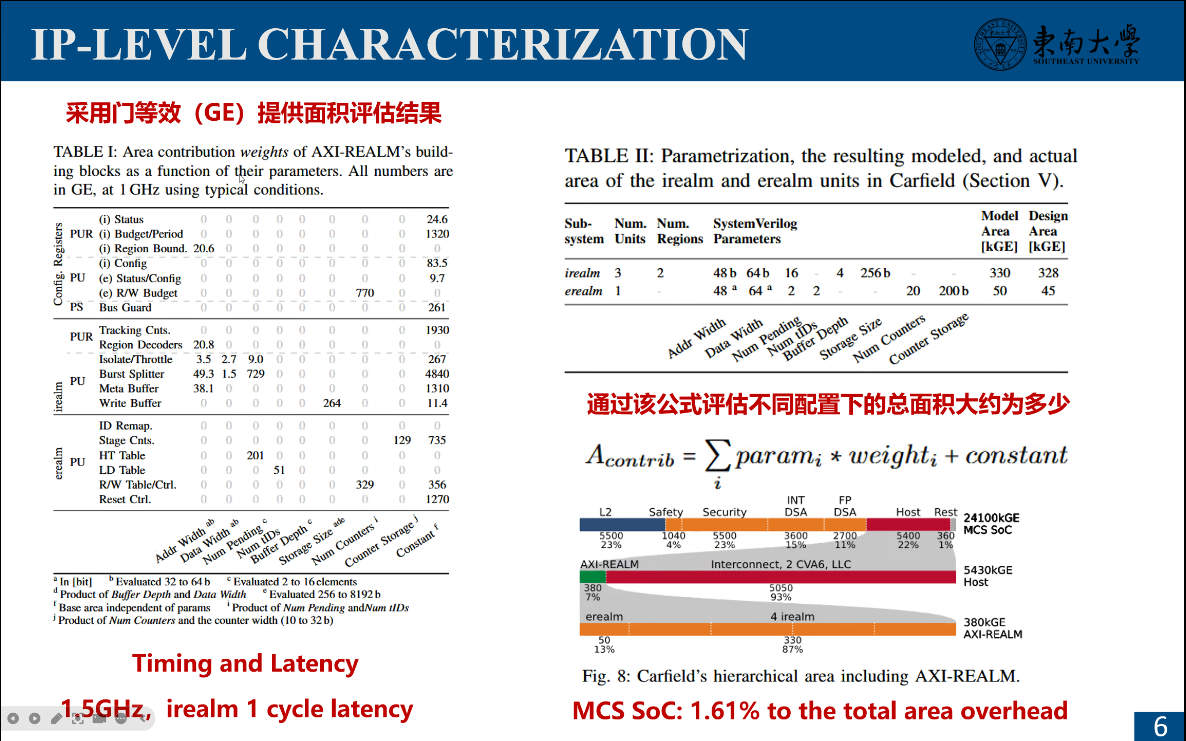 IP-LEVEL CHARACTERIZATION
東南大學
SOUTHEAST UNIVERSITY
采用门等效（GE）提供面积评估结果
TABLE I: Area contribution weights of AXI-REALM's build-
ing blocks as a function of their parameters. All numbers are
in GE, at 1 GHz using typical conditions.
Config. Registers
PUR (i) Status 0 0 0 0 0 0 0 0 24.6
(i) Budget/Period 0 0 0 0 0 0 0 0 1320
(i) Region Bound. 20.6 0 0 0 0 0 0 0 0
PU (i) Config 0 0 0 0 0 0 0 0 83.5
(e) Status/Config 0 0 0 0 0 0 0 0 9.7
(e) R/W Budget 0 0 0 0 0 0 770 0 0
PS Bus Guard 0 0 0 0 0 0 0 0 261
irealm
PUR Tracking Cnts. 0 0 0 0 0 0 0 0 1930
Region Decoders 20.8 0 0 0 0 0 0 0 0
PU Isolate/Throttle 3.5 2.7 9.0 0 0 0 0 0 267
Burst Splitter 49.3 1.5 729 0 0 0 0 0 4840
Meta Buffer 38.1 0 0 0 0 0 0 0 1310
Write Buffer 0 0 0 0 0 264 0 0 11.4
erealm
PU ID Remap. 0 0 0 0 0 0 0 0 0
Stage Cnts. 0 0 0 0 0 0 0 129 735
HT Table 0 0 201 0 0 0 0 0 0
LD Table 0 0 0 51 0 0 0 0 0
R/W Table/Ctrl. 0 0 0 0 0 0 329 0 356
Reset Ctrl. 0 0 0 0 0 0 0 0 1270
Addr Width ab
Data Width ab
Num Pending c
Num tIDs
Buffer Depth c
Storage Size ade
Num Counters i
Counter Storage j
Constant f
a In [bit] b Evaluated 32 to 64 b c Evaluated 2 to 16 elements
d Product of Buffer Depth and Data Width e Evaluated 256 to 8192 b
f Base area independent of params i Product of Num Pending and Num tIDs
j Product of Num Counters and the counter width (10 to 32 b)
Timing and Latency
1.5GHz，irealm 1 cycle latency
TABLE II: Parametrization, the resulting modeled, and actual
area of the irealm and erealm units in Carfield (Section V).
Sub- Num. Num. SystemVerilog Model Design
system Units Regions Parameters Area Area
[kGE] [kGE]
irealm 3 2 48 b 64 b 16 - 4 256 b - - 330 328
erealm 1 - 48 a 64 a 2 2 - - 20 200 b 50 45
Addr Width
Data Width
Num Pending
Num tIDs
Buffer Depth
Storage Size
Num Counters
Counter Storage
通过该公式评估不同配置下的总面积大约为多少
A_contrib = ∑_i param_i * weight_i + constant
L2 Safety Security INT DSA FP DSA Host Rest
5500 1040 5500 3600 2700 5400 360
23% 4% 23% 15% 11% 22% 1%
24100kGE
MCS SoC
AXI-REALM Interconnect, 2 CVA6, LLC
380 5050
7% 93%
5430kGE
Host
erealm 4 irealm
50 330
13% 87%
380kGE
AXI-REALM
Fig. 8: Carfield's hierarchical area including AXI-REALM.
MCS SoC: 1.61% to the total area overhead
6